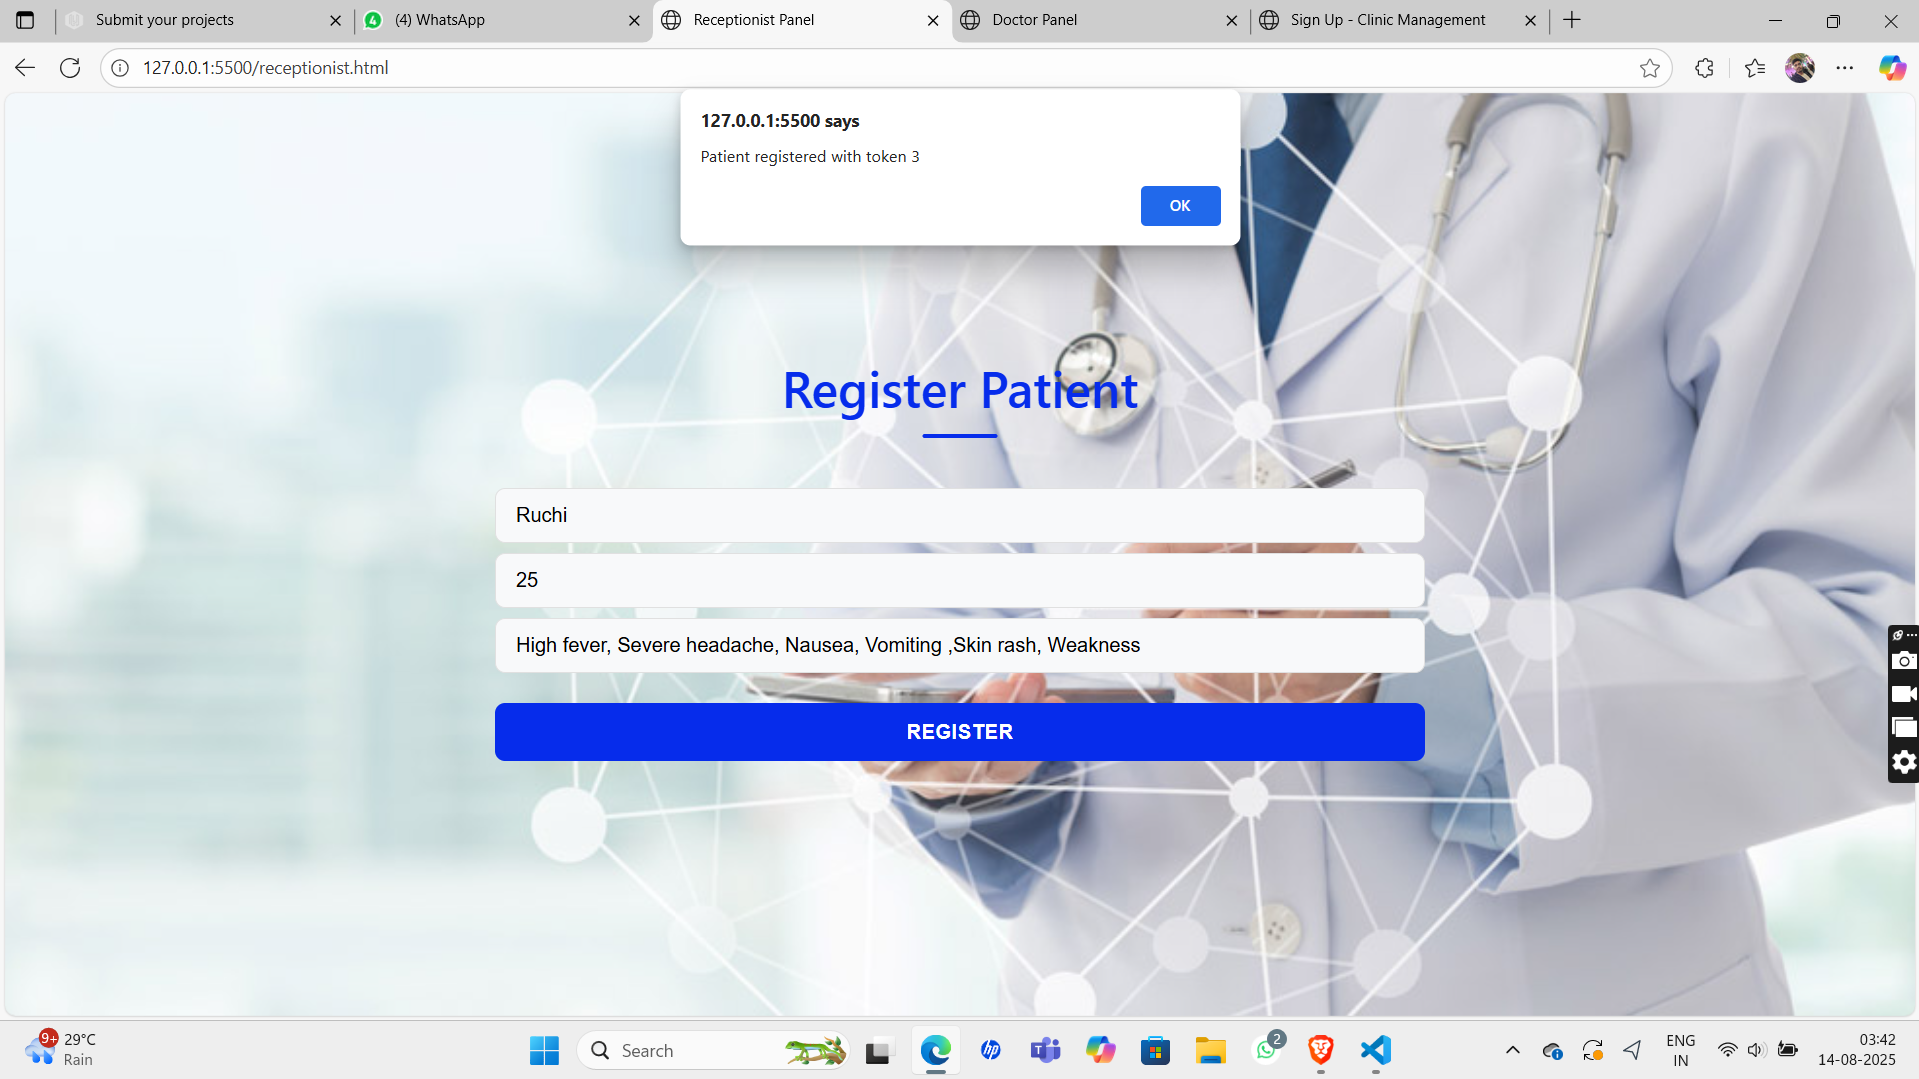 Submit your projects
(4) WhatsApp
Receptionist Panel
Doctor Panel
Sign Up - Clinic Management
127.0.0.1:5500/receptionist.html
127.0.0.1:5500 says
Patient registered with token 3
OK
Register Patient
Ruchi
25
High fever, Severe headache, Nausea, Vomiting ,Skin rash, Weakness
REGISTER
9+
29°C
Rain
Search
2
ENG
IN
03:42
14-08-2025